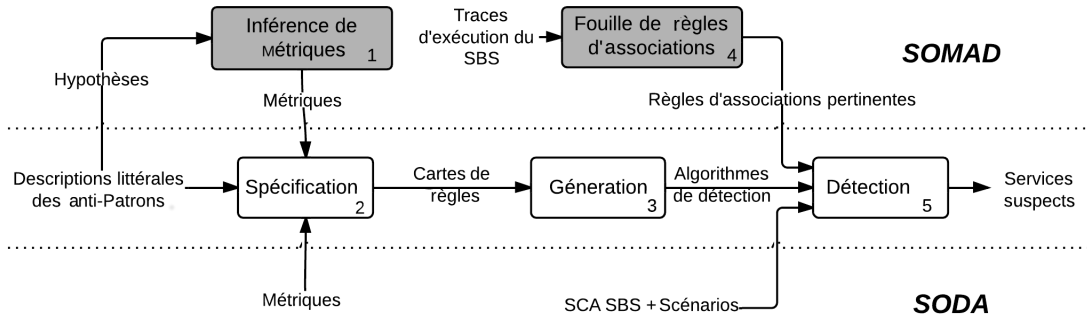 Inférence de
Métriques
1
Traces
d'exécution du
SBS
Fouille de règles
d'associations
4
SOMAD
Hypothèses
Métriques
Règles d'associations pertinentes
Descriptions littérales
des anti-Patrons
Spécification
2
Cartes de
règles
Géneration
3
Algorithmes
de détection
Détection
5
Services
suspects
Métriques
SCA SBS + Scénarios
SODA